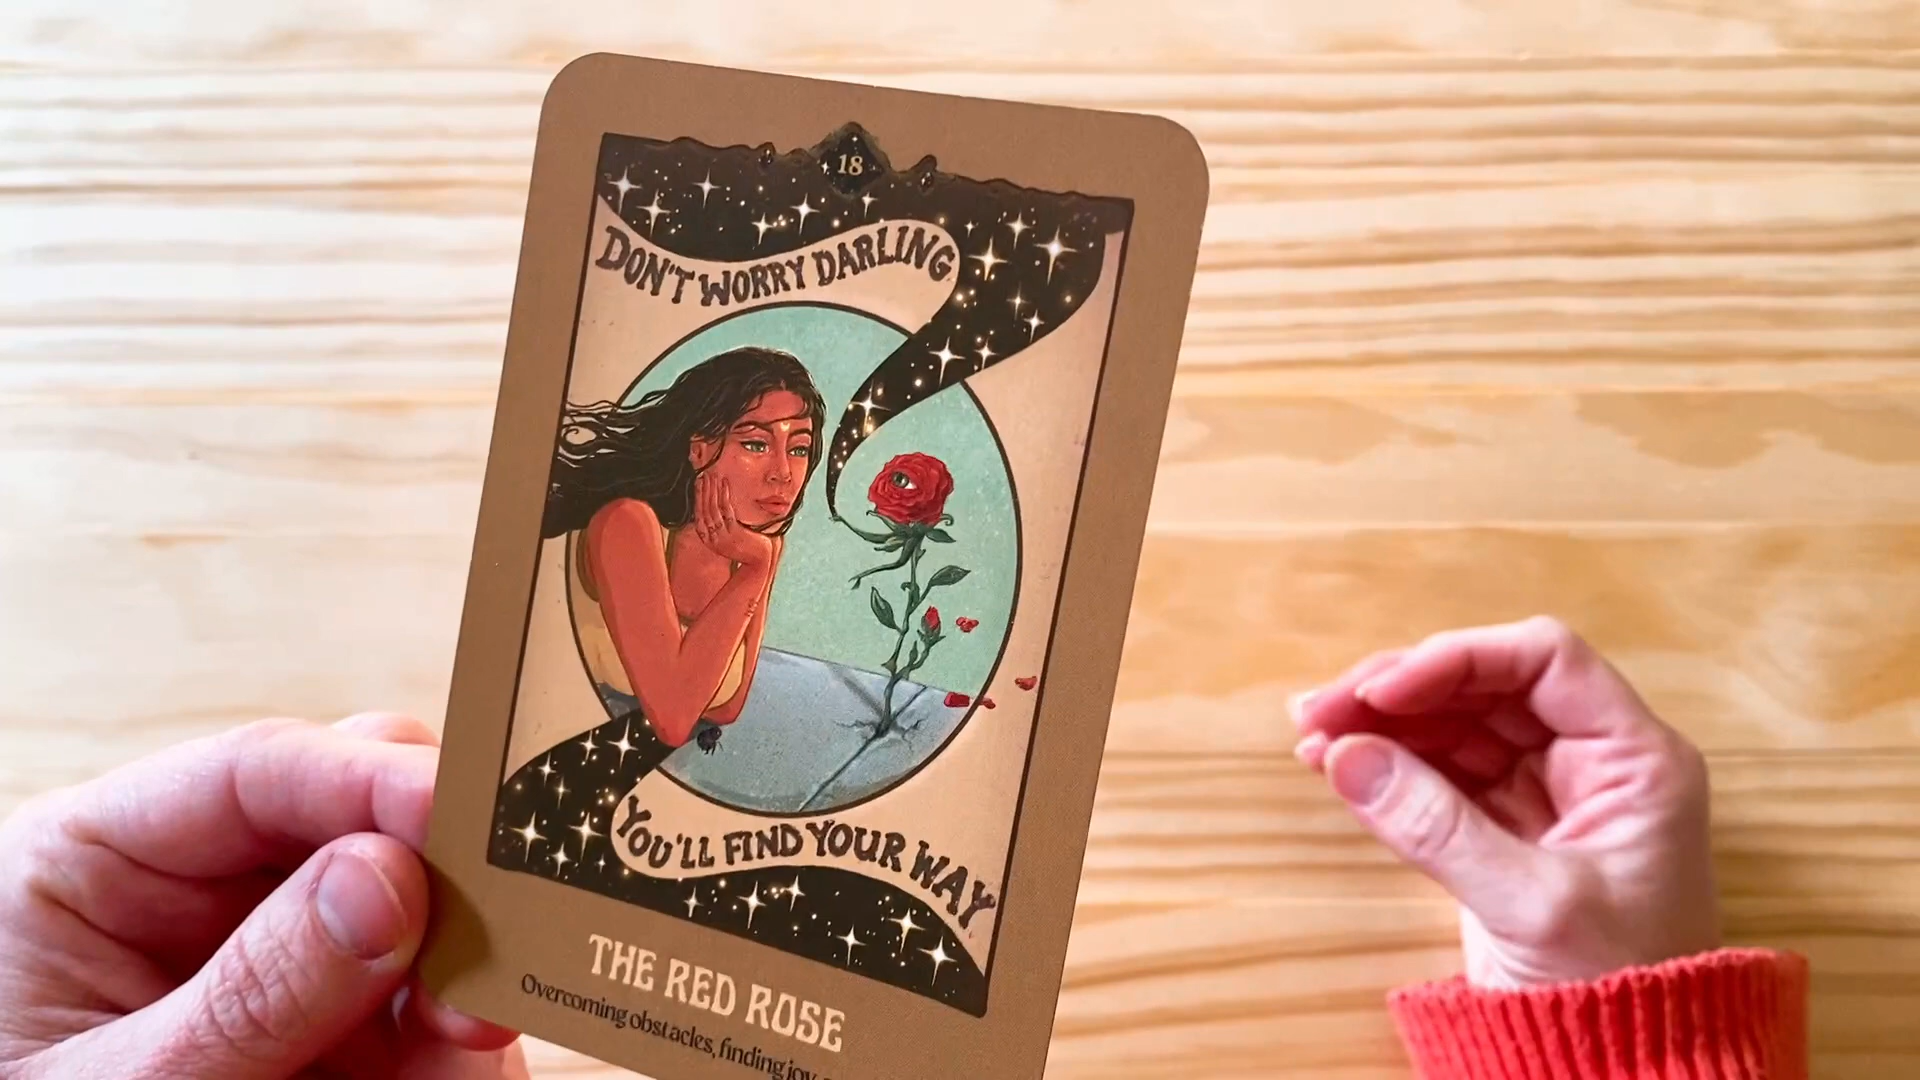 18
DON'T WORRY DARLING
YOU'LL FIND YOUR WAY
THE RED ROSE
Overcoming obstacles, finding joy,